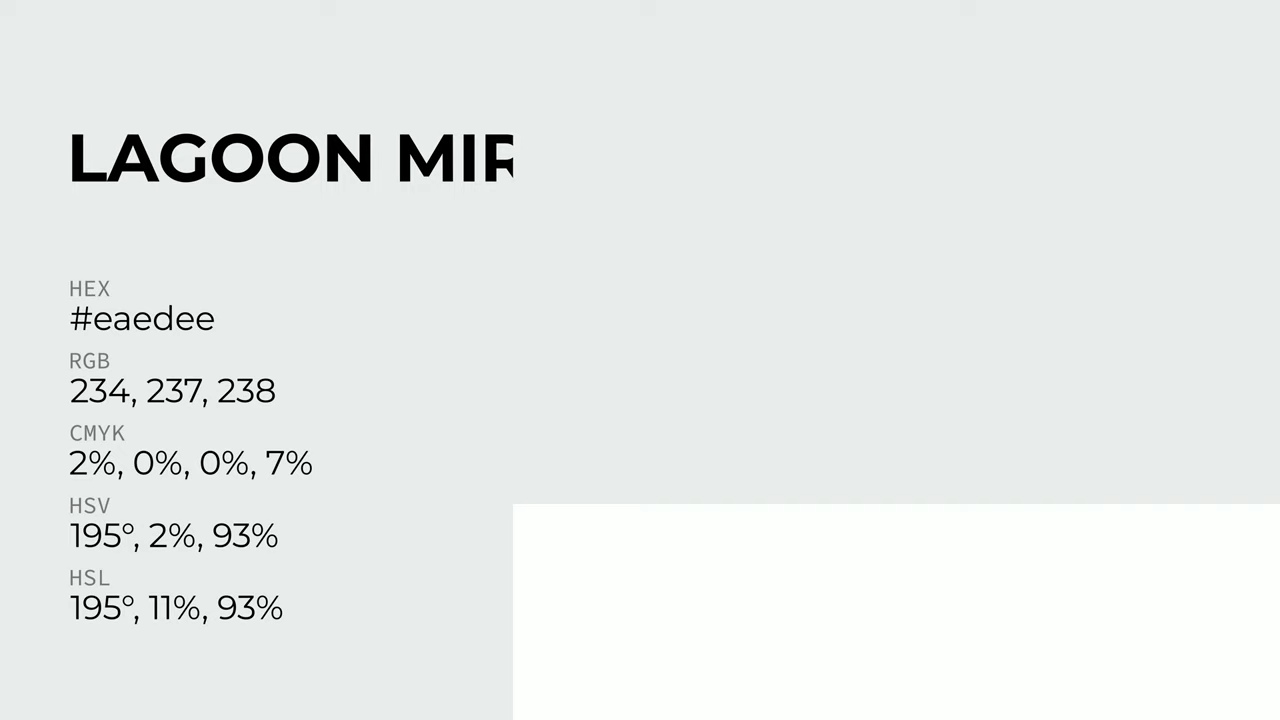 LAGOON MIR
HEX
#eaedee
RGB
234, 237, 238
CMYK
2%, 0%, 0%, 7%
HSV
195°, 2%, 93%
HSL
195°, 11%, 93%